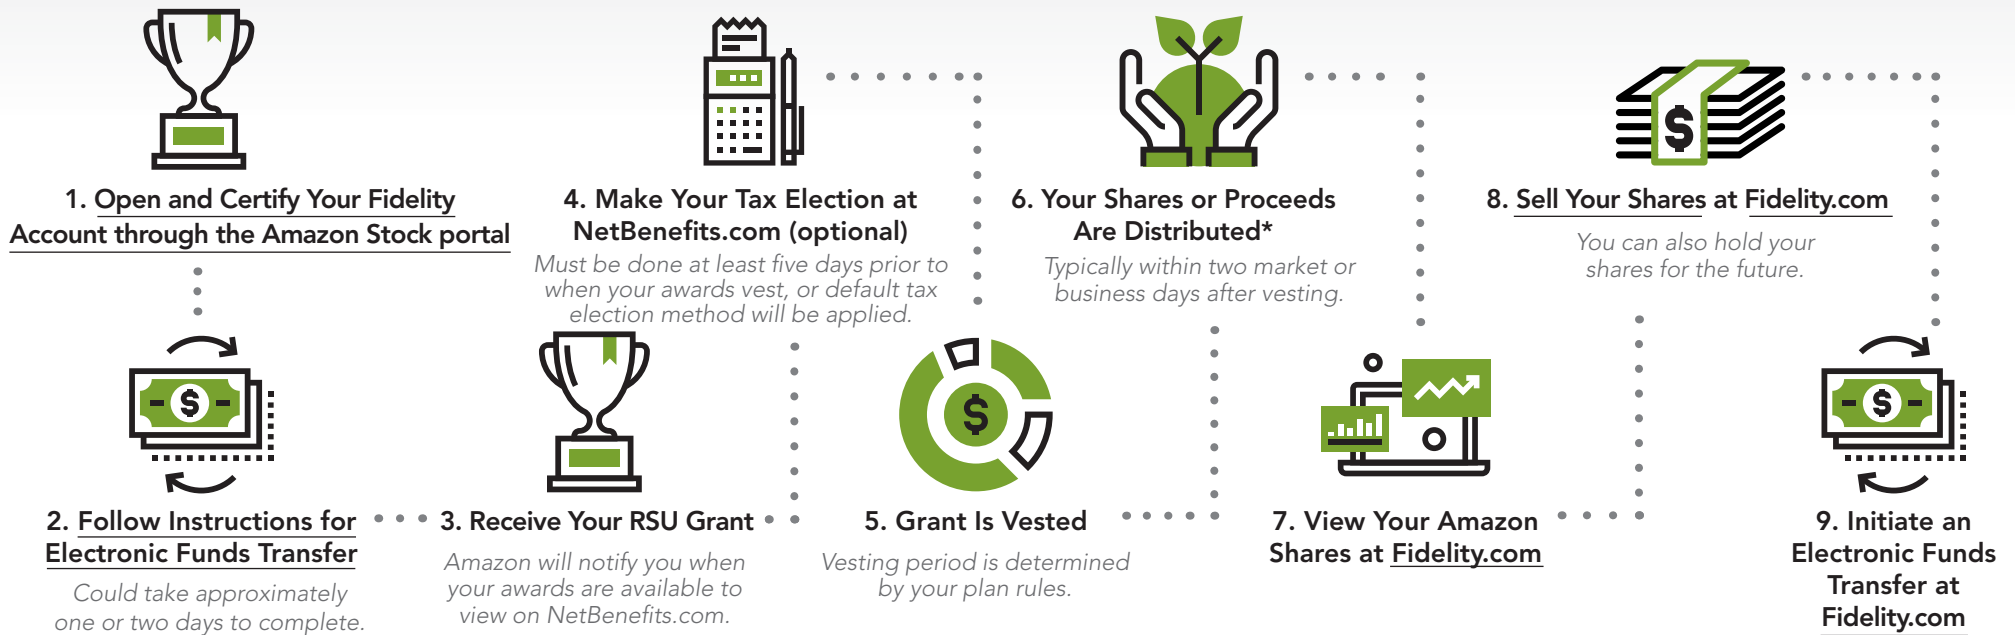 1. Open and Certify Your Fidelity
Account through the Amazon Stock portal
2. Follow Instructions for
Electronic Funds Transfer
Could take approximately
one or two days to complete.
3. Receive Your RSU Grant
Amazon will notify you when
your awards are available to
view on NetBenefits.com.
4. Make Your Tax Election at
NetBenefits.com (optional)
Must be done at least five days prior to
when your awards vest, or default tax
election method will be applied.
$
5. Grant Is Vested
Vesting period is determined
by your plan rules.
6. Your Shares or Proceeds
Are Distributed*
Typically within two market or
business days after vesting.
7. View Your Amazon
Shares at Fidelity.com
$
8. Sell Your Shares at Fidelity.com
You can also hold your
shares for the future.
$
9. Initiate an
Electronic Funds
Transfer at
Fidelity.com
$